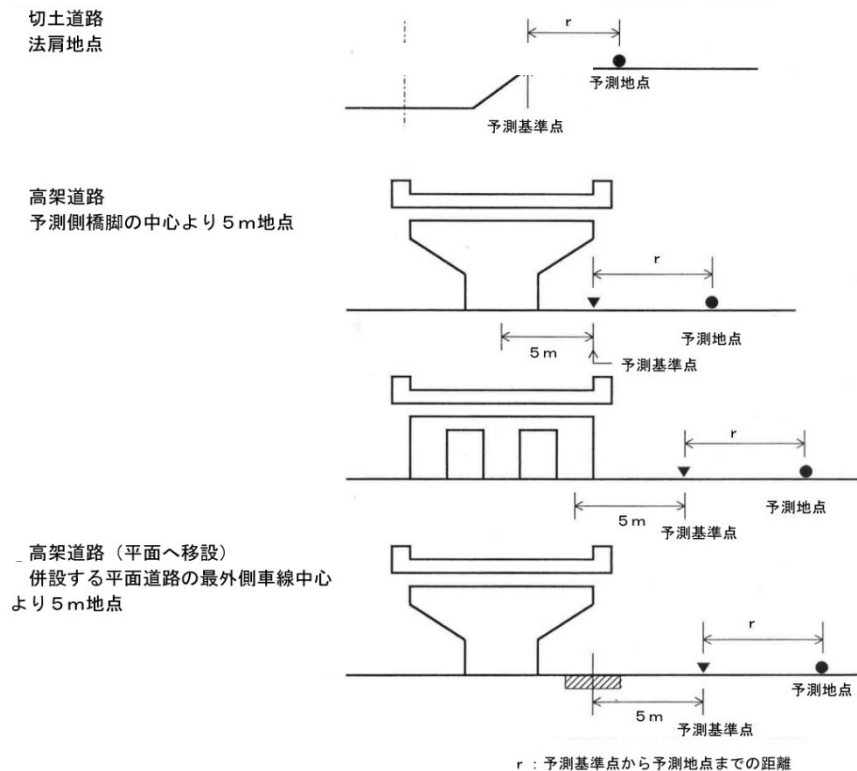 切土道路
法肩地点
r
予測地点
予測基準点
高架道路
予測側橋脚の中心より5m地点
r
予測地点
5m
予測基準点
r
予測地点
5m
予測基準点
高架道路（平面へ移設）
併設する平面道路の最外側車線中心
より5m地点
r
予測地点
5m
予測基準点
r：予測基準点から予測地点までの距離